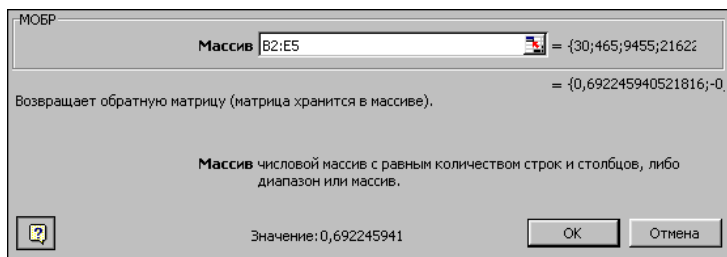 МОБР
Массив B2:E5 = {30;465;9455;21622
= {0,692245940521816;-0
Возвращает обратную матрицу (матрица хранится в массиве).
Массив числовой массив с равным количеством строк и столбцов, либо
диапазон или массив.
Значение:0,692245941 ОК Отмена